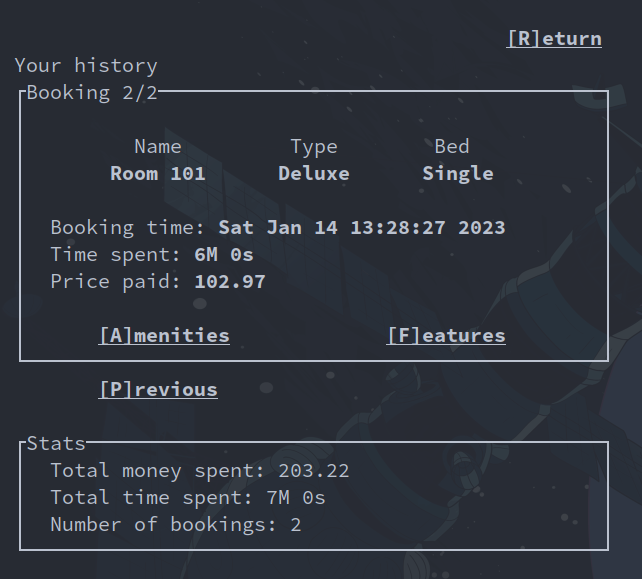 [R]eturn
Your history
Booking 2/2
Name Type Bed
Room 101 Deluxe Single
Booking time: Sat Jan 14 13:28:27 2023
Time spent: 6M 0s
Price paid: 102.97
[A]menities [F]eatures
[P]revious
Stats
Total money spent: 203.22
Total time spent: 7M 0s
Number of bookings: 2